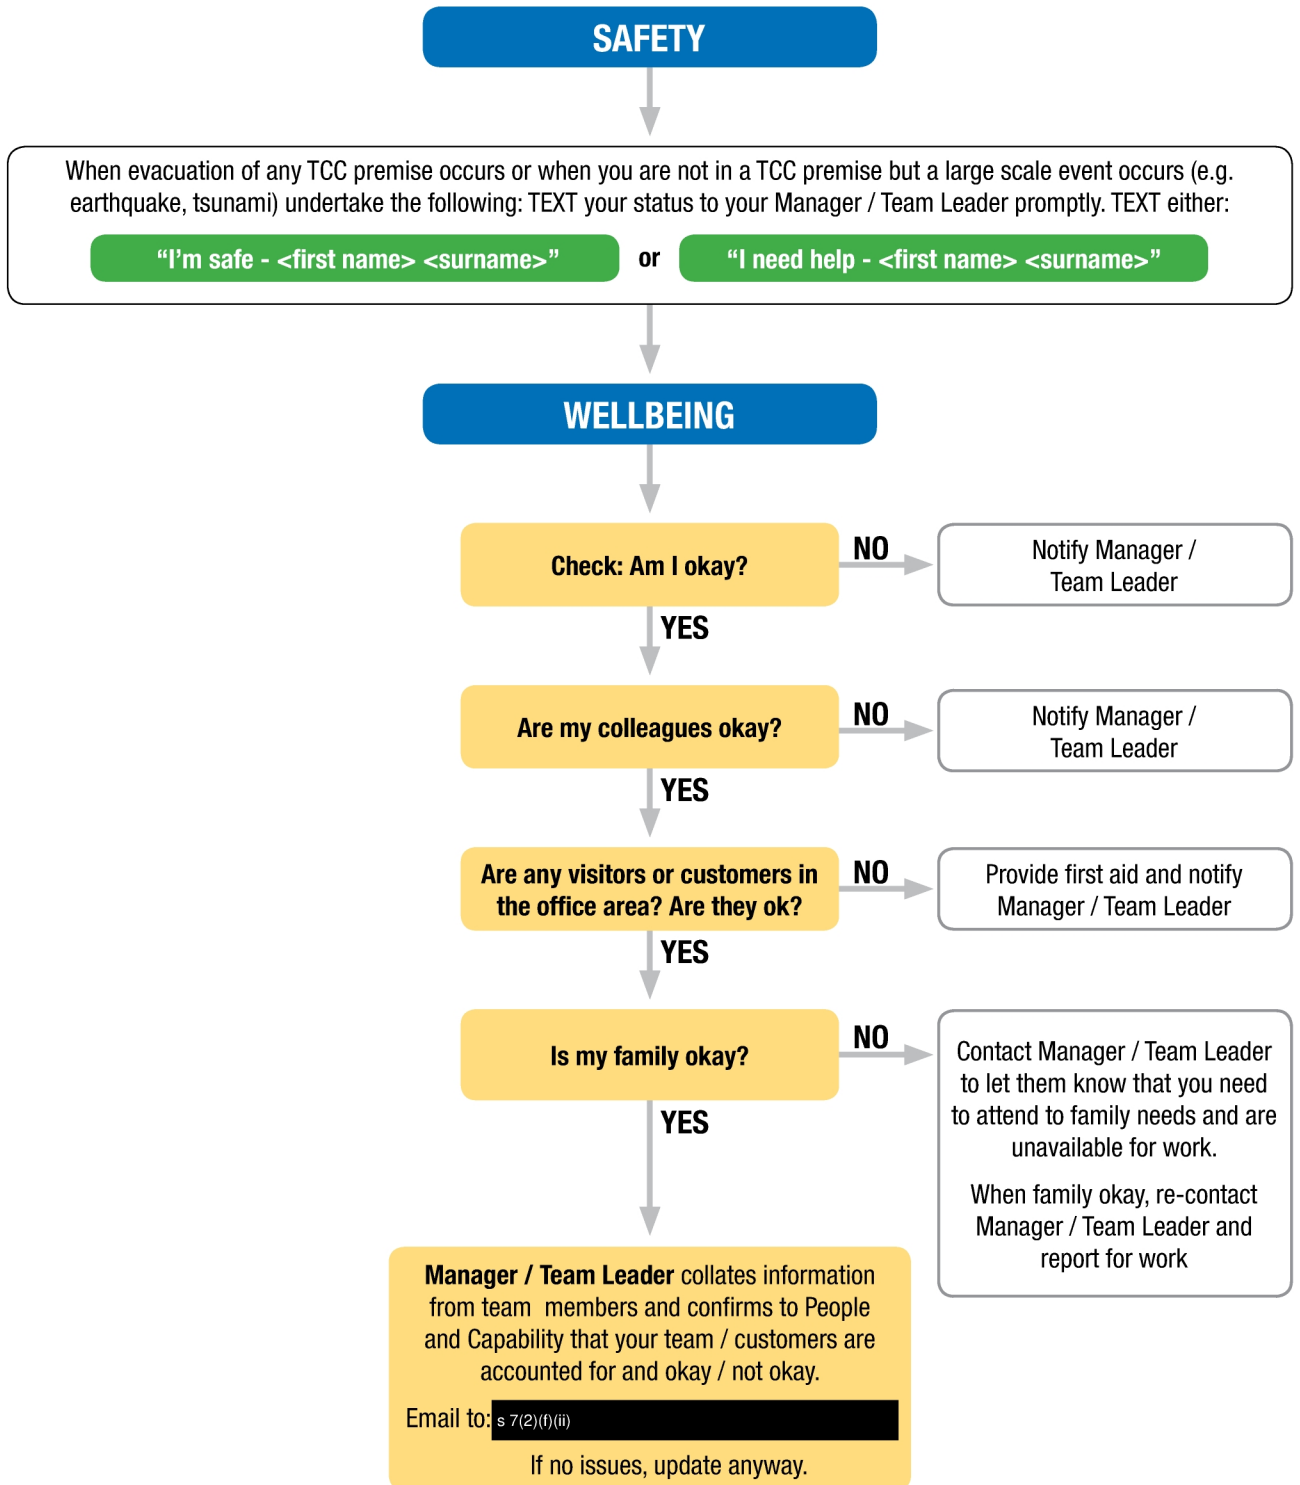 SAFETY
When evacuation of any TCC premise occurs or when you are not in a TCC premise but a large scale event occurs (e.g.
earthquake, tsunami) undertake the following: TEXT your status to your Manager / Team Leader promptly. TEXT either:
“I’m safe - <first name> <surname>” or “I need help - <first name> <surname>”
WELLBEING
Check: Am I okay?
NO
Notify Manager /
Team Leader
YES
Are my colleagues okay?
NO
Notify Manager /
Team Leader
YES
Are any visitors or customers in
the office area? Are they ok?
NO
Provide first aid and notify
Manager / Team Leader
YES
Is my family okay?
NO
Contact Manager / Team Leader
to let them know that you need
to attend to family needs and are
unavailable for work.
When family okay, re-contact
Manager / Team Leader and
report for work
YES
Manager / Team Leader collates information
from team members and confirms to People
and Capability that your team / customers are
accounted for and okay / not okay.
Email to: s 7(2)(f)(ii)
If no issues, update anyway.